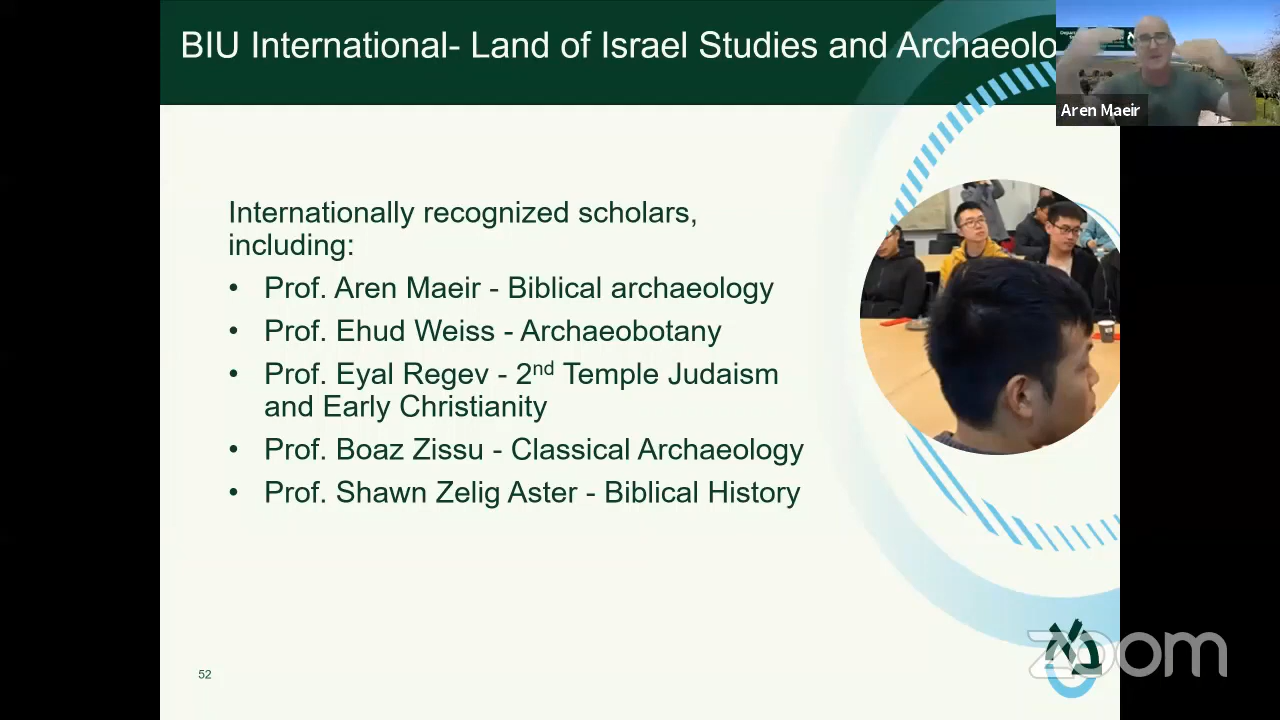 BIU International- Land of Israel Studies and Archaeolo
Aren Maeir
Internationally recognized scholars,
including:
• Prof. Aren Maeir - Biblical archaeology
• Prof. Ehud Weiss - Archaeobotany
• Prof. Eyal Regev - 2nd Temple Judaism
and Early Christianity
• Prof. Boaz Zissu - Classical Archaeology
• Prof. Shawn Zelig Aster - Biblical History
52
zoom